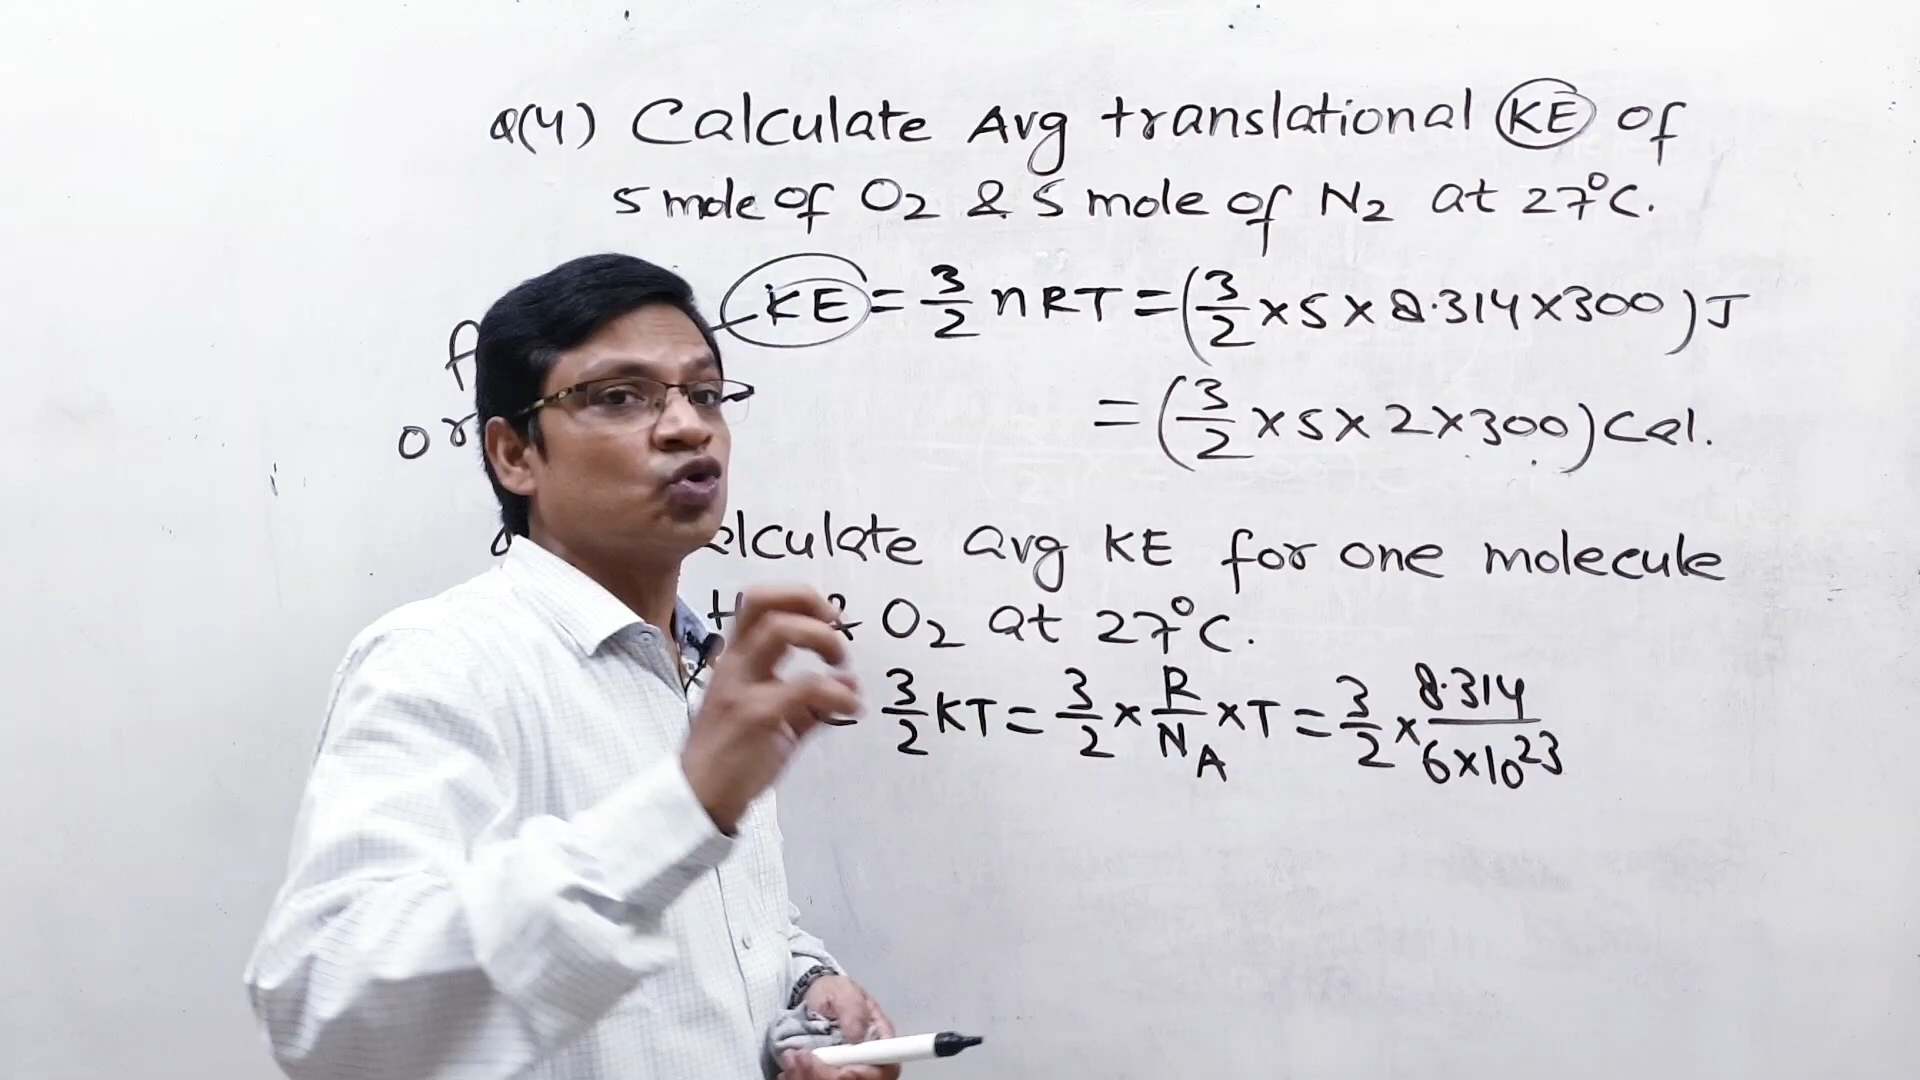 Q(4) Calculate Avg translational KE of
5 mole of O2 & 5 mole of N2 at 27°C.
KE = 3/2 nRT = (3/2 × 5 × 8.314 × 300) J
or
= (3/2 × 5 × 2 × 300) Cal.
alculate avg KE for one molecule
& O2 at 27°C.
= 3/2 KT = 3/2 × R/NA × T = 3/2 × 8.314/6×10^23